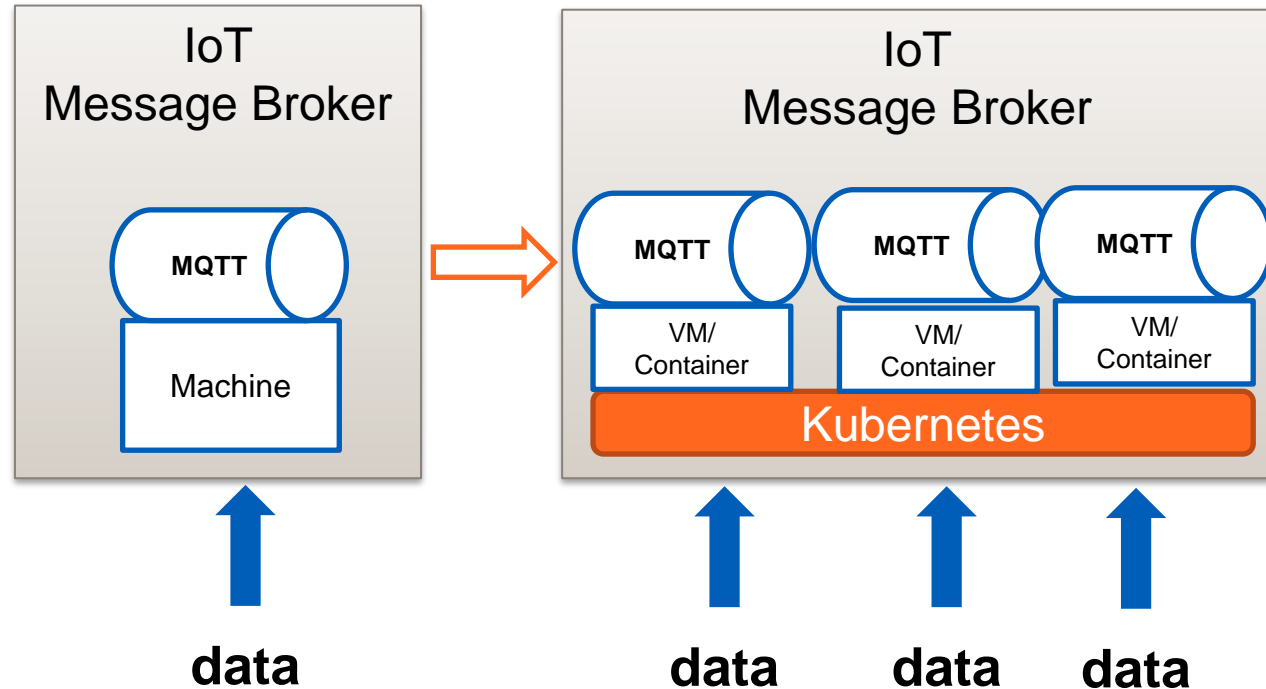 IoT
Message Broker
MQTT
Machine
data
IoT
Message Broker
MQTT
MQTT
MQTT
VM/
Container
VM/
Container
VM/
Container
Kubernetes
data
data
data